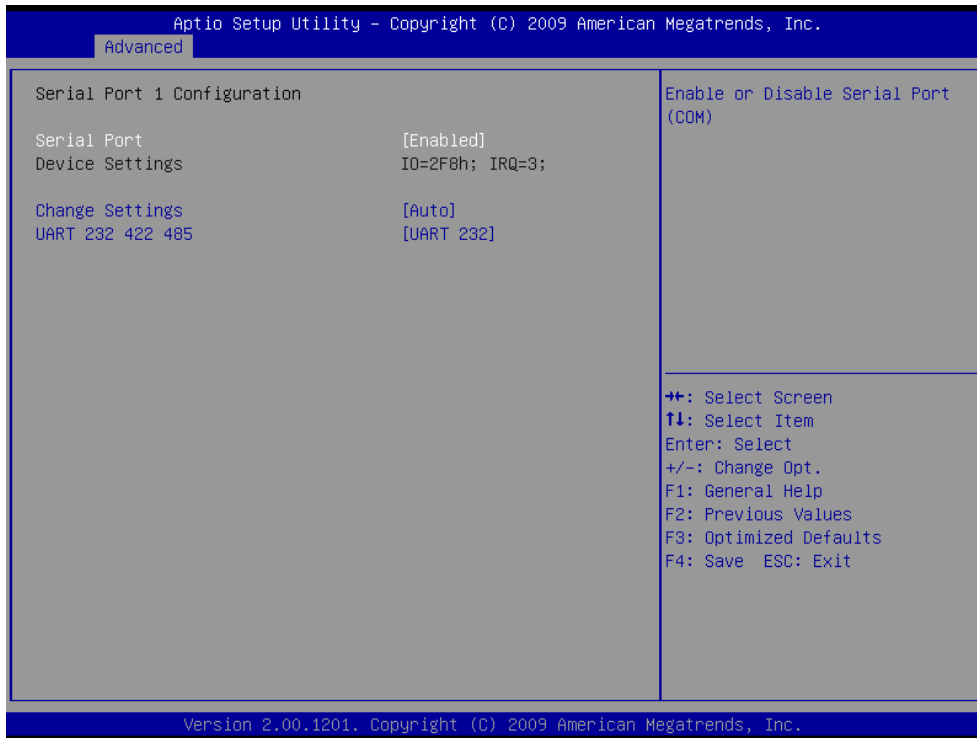 Aptio Setup Utility – Copyright (C) 2009 American Megatrends, Inc.
Advanced
Serial Port 1 Configuration
Serial Port [Enabled]
Device Settings IO=2F8h; IRQ=3;
Change Settings [Auto]
UART 232 422 485 [UART 232]
Enable or Disable Serial Port
(COM)
→←: Select Screen
↑↓: Select Item
Enter: Select
+/-: Change Opt.
F1: General Help
F2: Previous Values
F3: Optimized Defaults
F4: Save ESC: Exit
Version 2.00.1201. Copyright (C) 2009 American Megatrends, Inc.